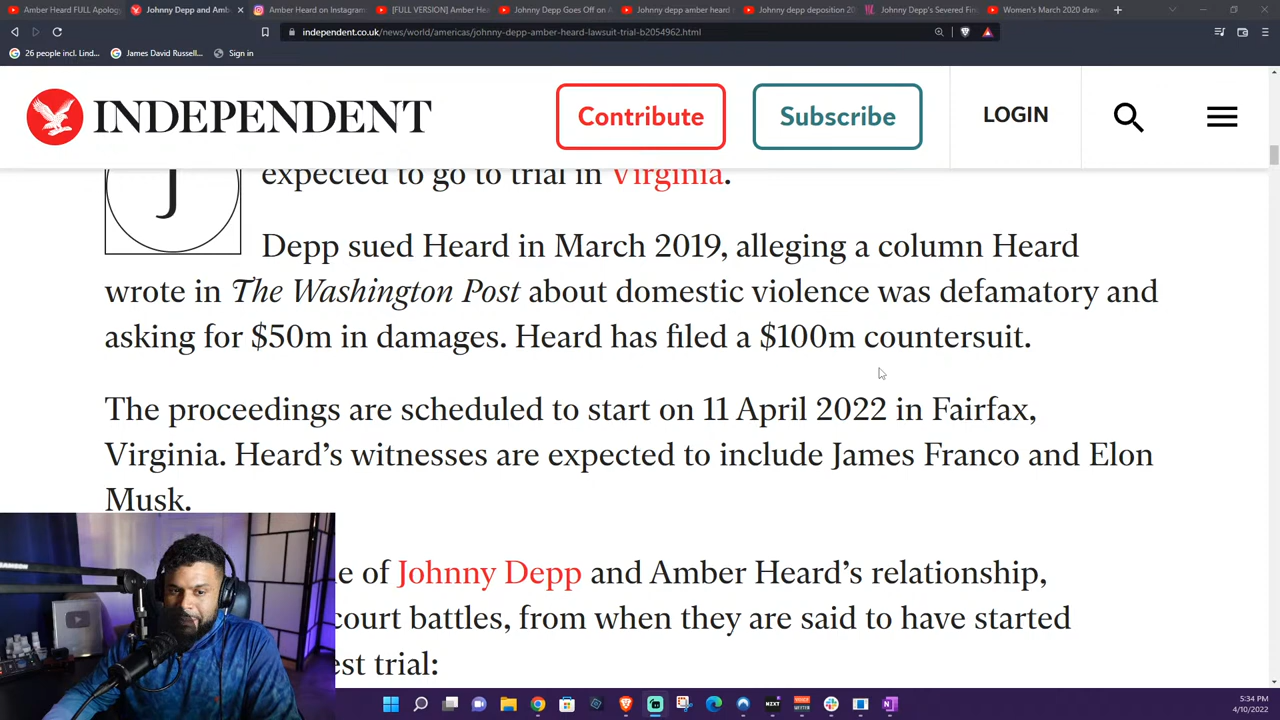 Amber Heard FULL Apology
Johnny Depp and Amb
Amber Heard on Instagram
[FULL VERSION] Amber Hea
Johnny Depp Goes Off on A
Johnny depp amber heard
Johnny depp deposition 20
Johnny Depp's Severed Fin
Women's March 2020 draw
independent.co.uk/news/world/americas/johnny-depp-amber-heard-lawsuit-trial-b2054962.html
26 people incl. Lind...
James David Russell...
Sign in
INDEPENDENT
Contribute
Subscribe
LOGIN
J
expected to go to trial in Virginia.
Depp sued Heard in March 2019, alleging a column Heard
wrote in The Washington Post about domestic violence was defamatory and
asking for $50m in damages. Heard has filed a $100m countersuit.
The proceedings are scheduled to start on 11 April 2022 in Fairfax,
Virginia. Heard's witnesses are expected to include James Franco and Elon
Musk.
e of Johnny Depp and Amber Heard's relationship,
court battles, from when they are said to have started
est trial:
SAMSON
5:34 PM
4/10/2022